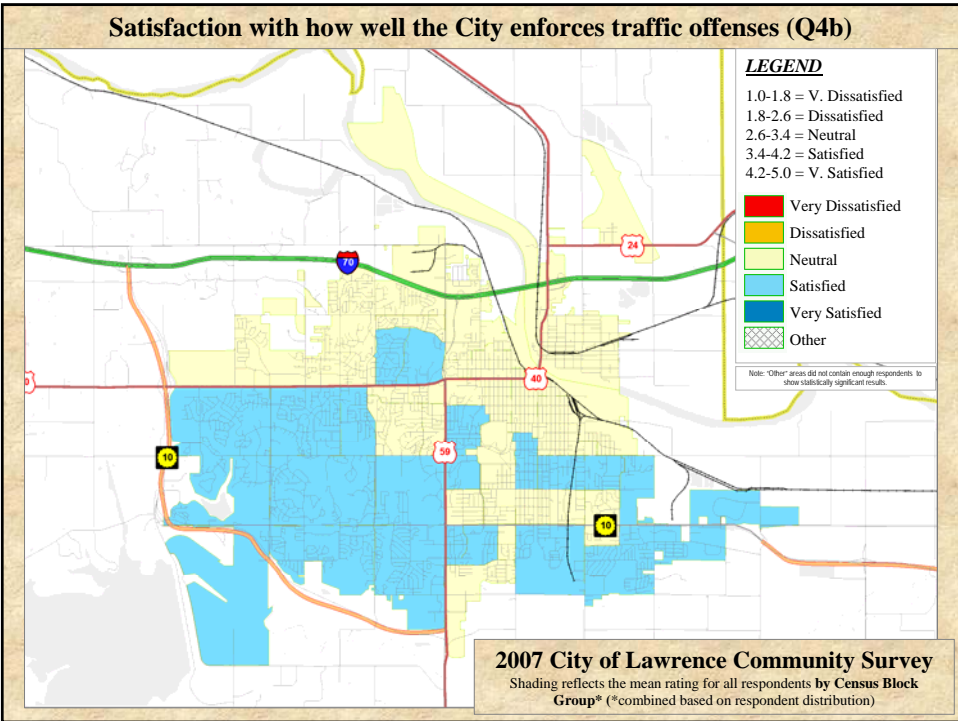 Satisfaction with how well the City enforces traffic offenses (Q4b)
LEGEND
1.0-1.8 = V. Dissatisfied
1.8-2.6 = Dissatisfied
2.6-3.4 = Neutral
3.4-4.2 = Satisfied
4.2-5.0 = V. Satisfied
Very Dissatisfied
Dissatisfied
Neutral
Satisfied
Very Satisfied
Other
Note: "Other" areas did not contain enough respondents to
show statistically significant results.
24
70
40
59
10
10
2007 City of Lawrence Community Survey
Shading reflects the mean rating for all respondents by Census Block
Group* (*combined based on respondent distribution)